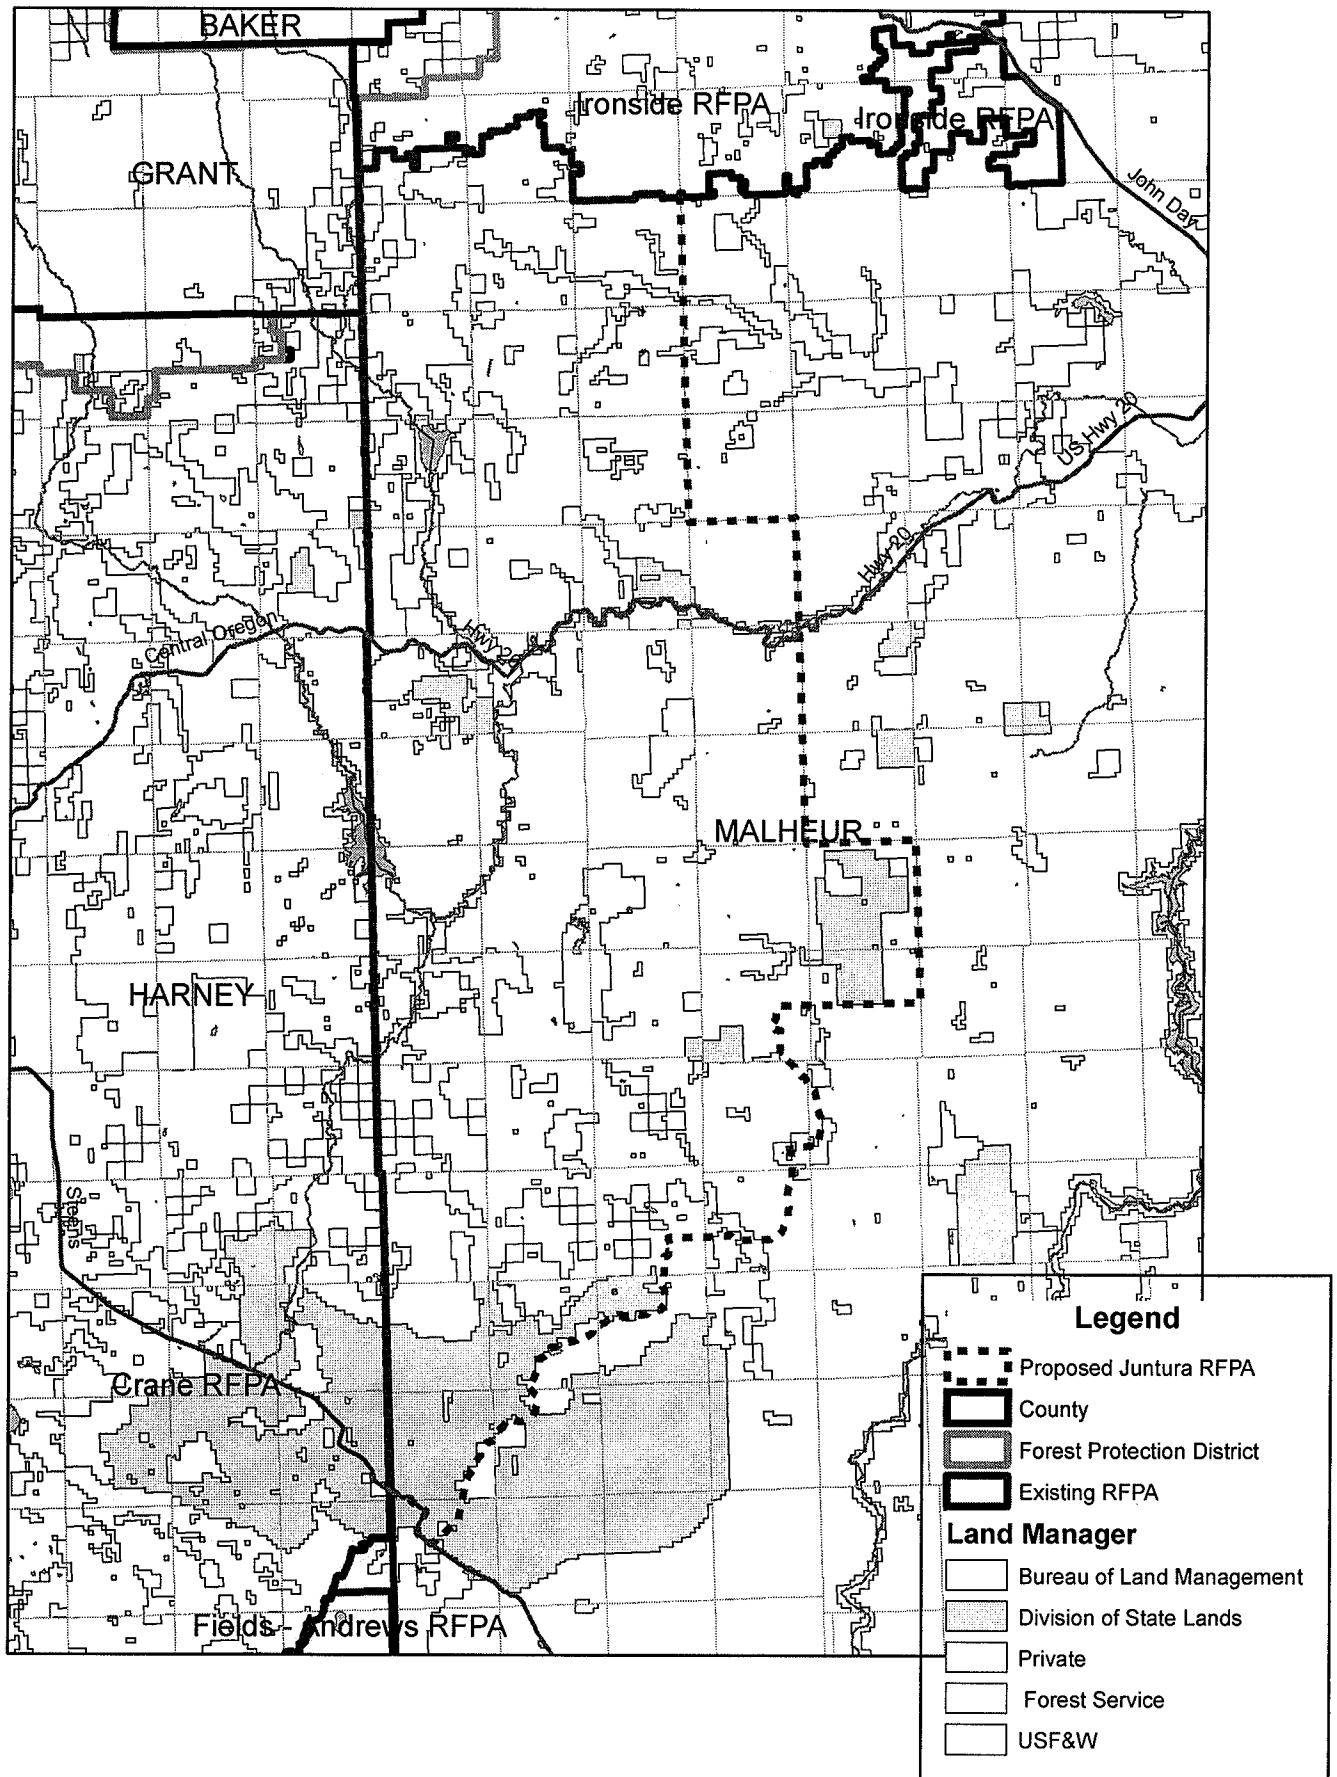 BAKER
Ironside RFPA
Ironside RFPA
GRANT
John Day
US Hwy 20
Hwy 20
Central Oregon
Hwy 20
MALHEUR
HARNEY
Steens
Crane RFPA
Fields - Andrews RFPA
Legend
Proposed Juntura RFPA
County
Forest Protection District
Existing RFPA
Land Manager
Bureau of Land Management
Division of State Lands
Private
Forest Service
USF&W